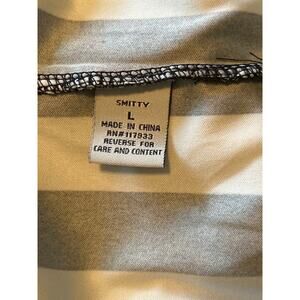 SMITTY
L
MADE IN CHINA
RN#117933
REVERSE FOR
CARE AND CONTENT